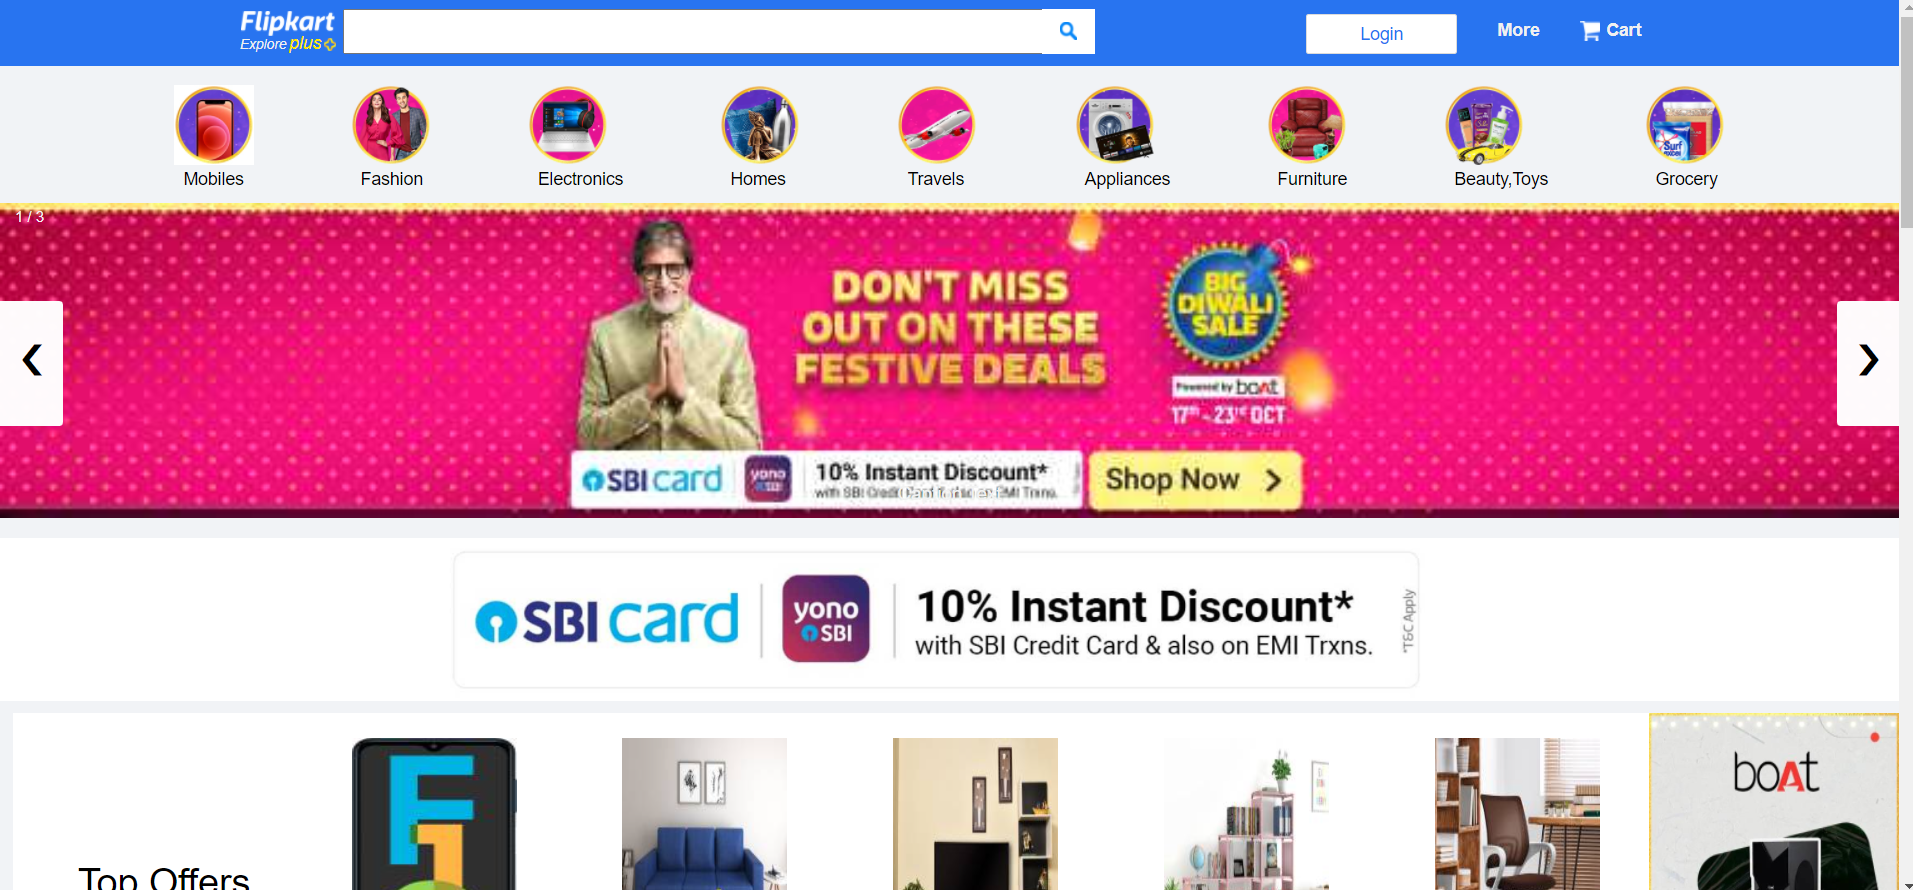 Flipkart
Explore plus
Login
More
Cart
Mobiles
Fashion
Electronics
Homes
Travels
Appliances
Furniture
Beauty,Toys
Grocery
Surf
1 / 3
DON'T MISS
OUT ON THESE
FESTIVE DEALS
BIG
DIWALI
SALE
Powered by boAt
17th - 23rd OCT
SBI card
yono
SBI
10% Instant Discount*
with SBI Credit
EMI Trxns.
Shop Now
SBI card
yono
SBI
10% Instant Discount*
with SBI Credit Card & also on EMI Trxns.
*T&C Apply
F1
boAt
Top Offers